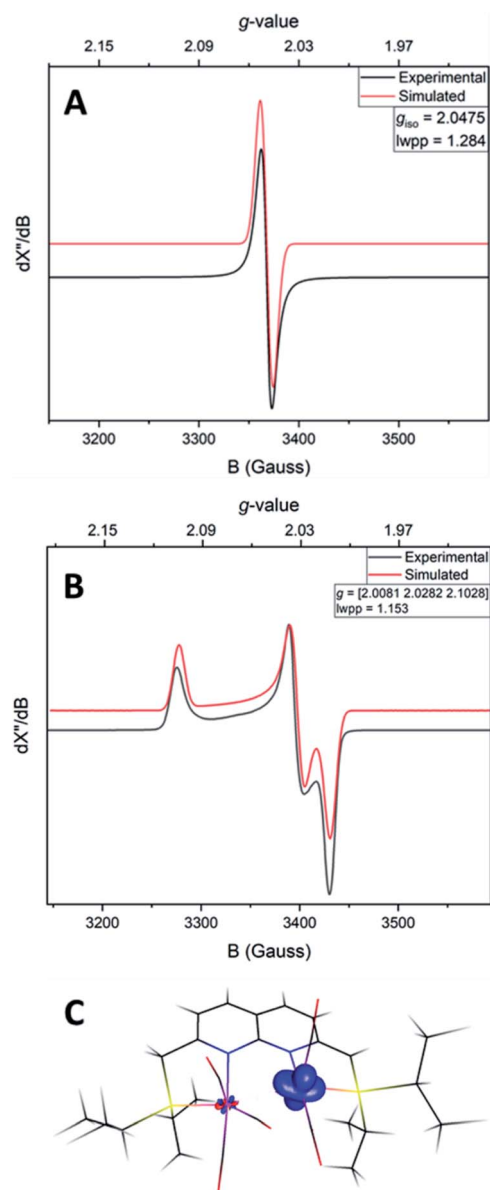 g-value
2.15 2.09 2.03 1.97
A
Experimental
Simulated
giso = 2.0475
lwpp = 1.284
dX"/dB
3200 3300 3400 3500
B (Gauss)
g-value
2.15 2.09 2.03 1.97
B
Experimental
Simulated
g = [2.0081 2.0282 2.1028]
lwpp = 1.153
dX"/dB
3200 3300 3400 3500
B (Gauss)
C